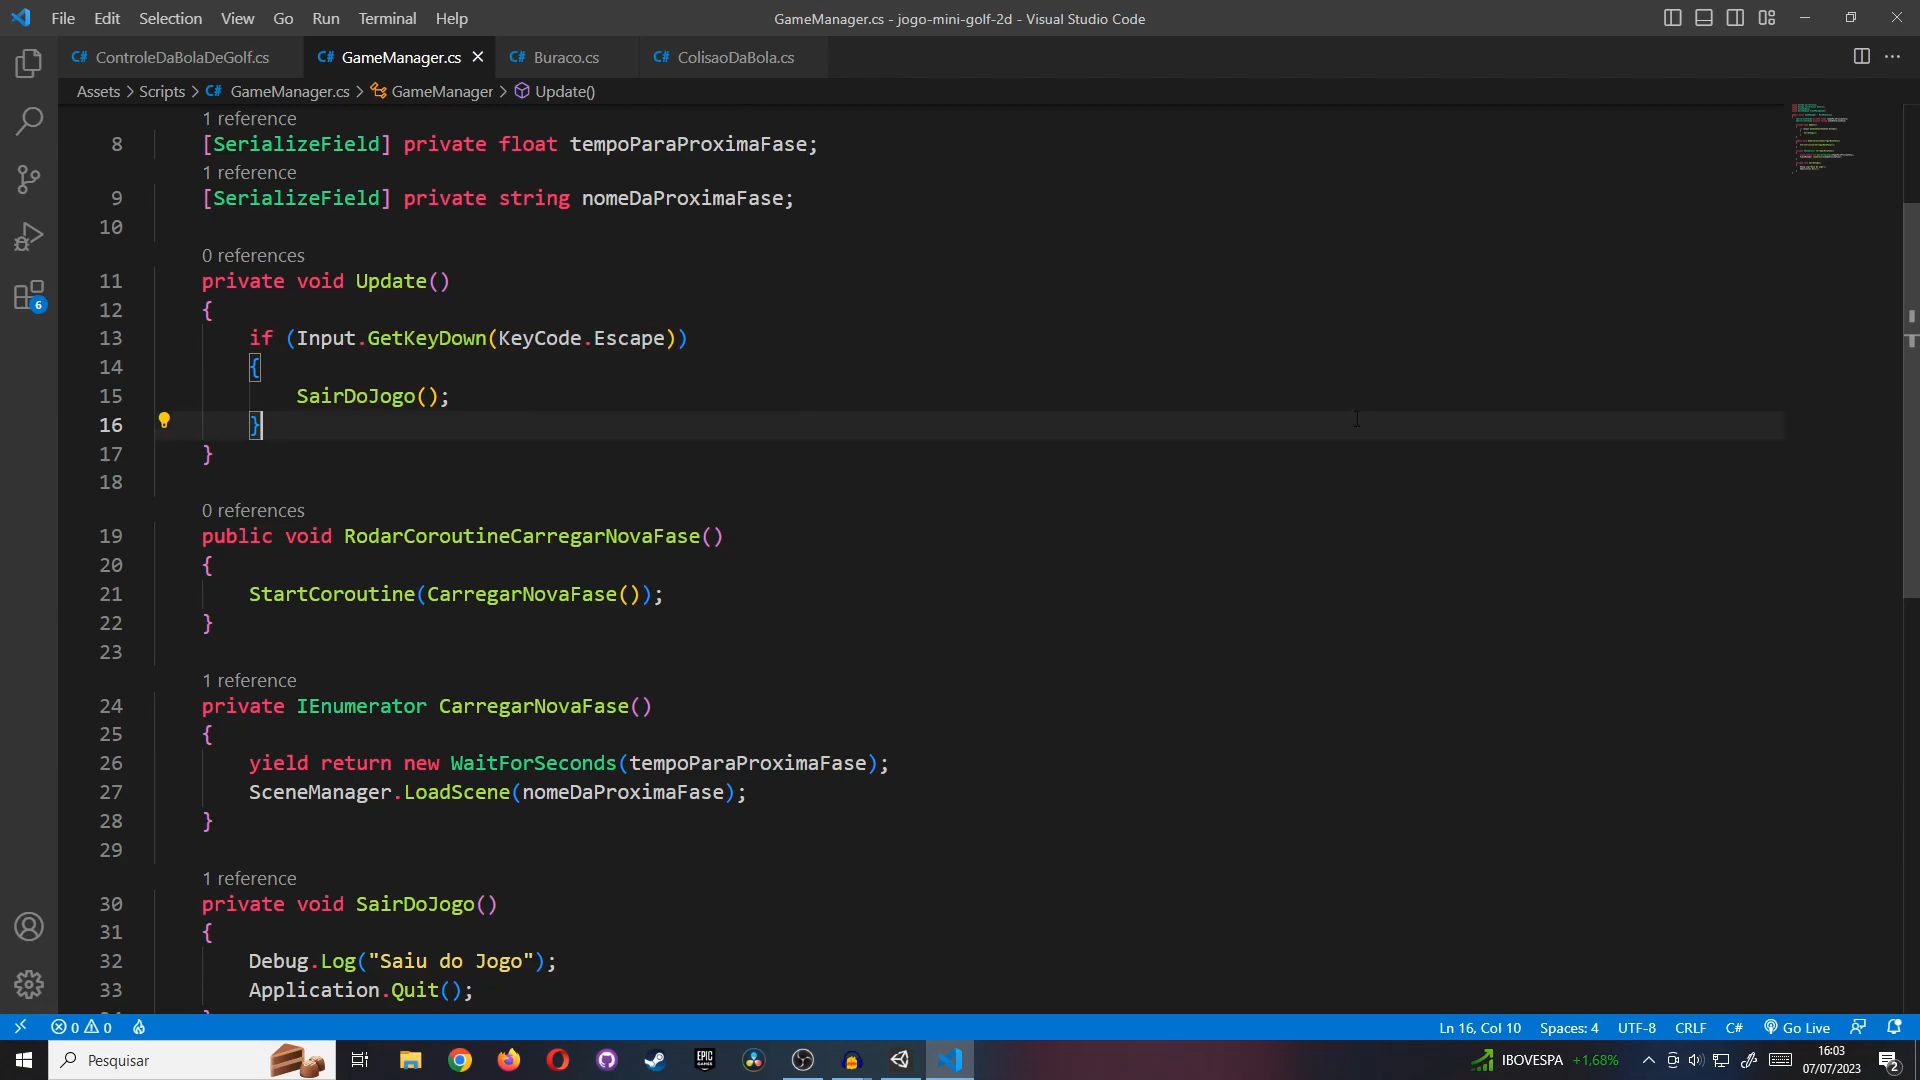 File Edit Selection View Go Run Terminal Help
GameManager.cs - jogo-mini-golf-2d - Visual Studio Code
C# ControleDaBolaDeGolf.cs C# GameManager.cs C# Buraco.cs C# ColisaoDaBola.cs
Assets > Scripts > C# GameManager.cs > GameManager > Update()
1 reference
8 [SerializeField] private float tempoParaProximaFase;
1 reference
9 [SerializeField] private string nomeDaProximaFase;
10
0 references
11 private void Update()
12 {
13 if (Input.GetKeyDown(KeyCode.Escape))
14 {
15 SairDoJogo();
16 }
17 }
18
0 references
19 public void RodarCoroutineCarregarNovaFase()
20 {
21 StartCoroutine(CarregarNovaFase());
22 }
23
1 reference
24 private IEnumerator CarregarNovaFase()
25 {
26 yield return new WaitForSeconds(tempoParaProximaFase);
27 SceneManager.LoadScene(nomeDaProximaFase);
28 }
29
1 reference
30 private void SairDoJogo()
31 {
32 Debug.Log("Saiu do Jogo");
33 Application.Quit();
6
0 0
Ln 16, Col 10 Spaces: 4 UTF-8 CRLF C# Go Live
Pesquisar
EPIC GAMES
IBOVESPA +1,68%
16:03
07/07/2023
2